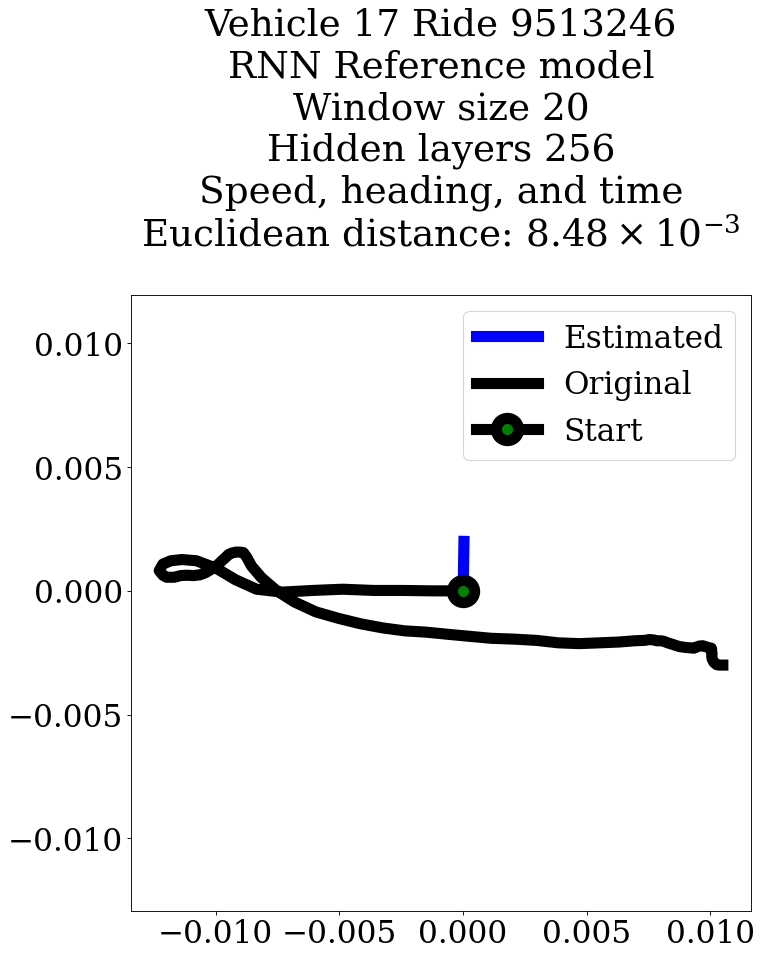 Vehicle 17 Ride 9513246
RNN Reference model
Window size 20
Hidden layers 256
Speed, heading, and time
Euclidean distance: 8.48 × 10⁻³
Estimated
Original
Start
0.010
0.005
0.000
−0.005
−0.010
−0.010 −0.005 0.000 0.005 0.010